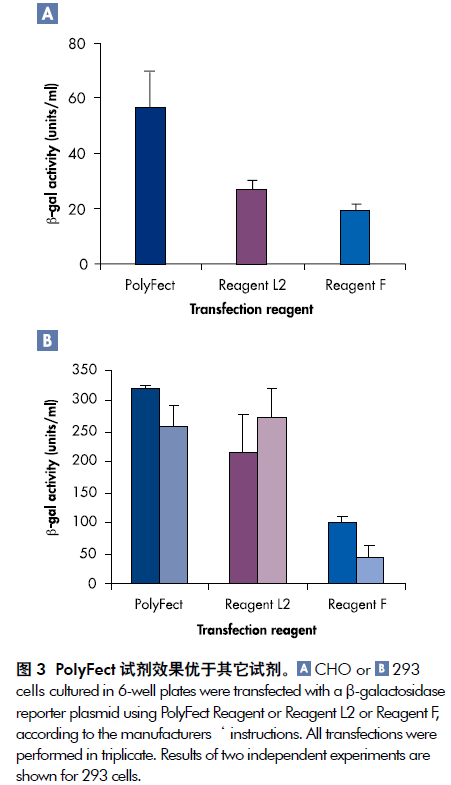 A
80
60
40
20
0
β-gal activity (units/ml)
PolyFect Reagent L2 Reagent F
Transfection reagent
B
350
300
250
200
150
100
50
0
β-gal activity (units/ml)
PolyFect Reagent L2 Reagent F
Transfection reagent
图 3 PolyFect 试剂效果优于其它试剂。A CHO or B 293
cells cultured in 6-well plates were transfected with a β-galactosidase
reporter plasmid using PolyFect Reagent or Reagent L2 or Reagent F,
according to the manufacturers ‘ instructions. All transfections were
performed in triplicate. Results of two independent experiments are
shown for 293 cells.